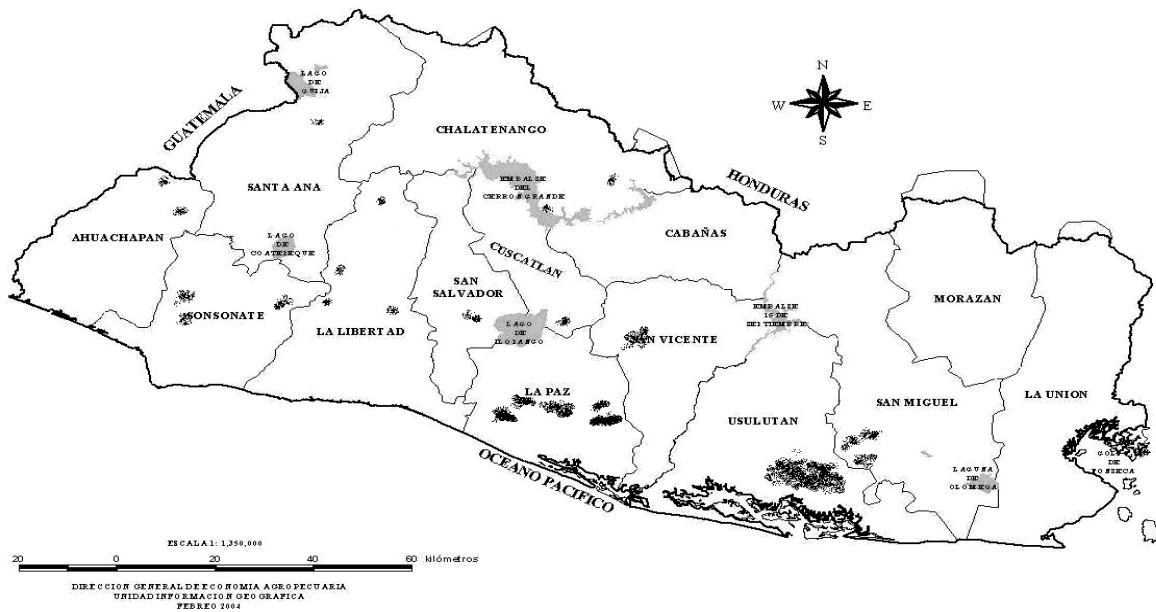 N
W E
S
GUATEMALA
HONDURAS
LAGO
DE
GUIJA
CHALATENANGO
SANTA ANA
EMBALSE
DEL
CERRON GRANDE
AHUACHAPAN
LAGO
DE
COATEPEQUE
CUSCATLAN
CABAÑAS
SAN
SALVADOR
SONSONATE
LA LIBERTAD
LAGO
DE
ILOPANGO
SAN VICENTE
EMBALSE
15 DE
SETIEMBRE
MORAZAN
LA PAZ
USULUTAN
SAN MIGUEL
LA UNION
GOLFO
DE
FONSECA
LAGUNA
DE
OLOMEGA
OCEANO PACIFICO
ESCALA 1: 1,350,000
20 0 20 40 60 kilómetros
DIRECCION GENERAL DE ECONOMIA AGROPECUARIA
UNIDAD INFORMACION GEOGRAFICA
FEBREO 2004